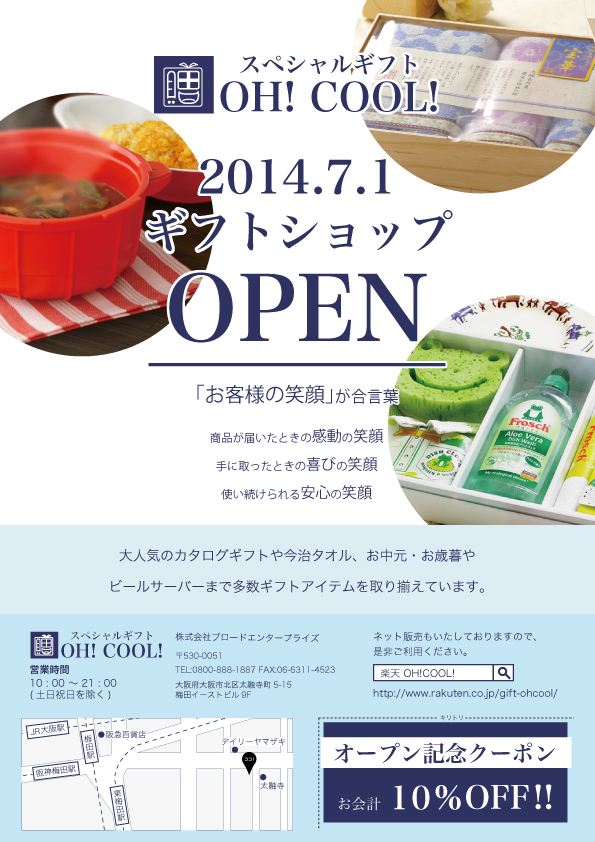 スペシャルギフト
OH! COOL!
2014.7.1
ギフトショップ
OPEN
「お客様の笑顔」が合言葉
商品が届いたときの感動の笑顔
手に取ったときの喜びの笑顔
使い続けられる安心の笑顔
Frosch
Aloe Vera
Dish Wash
大人気のカタログギフトや今治タオル、お中元・お歳暮や
ビールサーバーまで多数ギフトアイテムを取り揃えています。
スペシャルギフト
OH! COOL!
営業時間
10：00 〜 21：00
( 土日祝日を除く )
株式会社ブロードエンタープライズ
〒530-0051
TEL:0800-888-1887 FAX:06-6311-4523
大阪府大阪市北区太融寺町 5-15
梅田イーストビル 9F
ネット販売もいたしておりますので、
是非ご利用ください。
楽天 OH!COOL!
http://www.rakuten.co.jp/gift-ohcool/
JR大阪駅
梅田駅
阪急百貨店
デイリーヤマザキ
ココ!
阪神梅田駅
東梅田駅
太融寺
キリトリ
オープン記念クーポン
お会計 10%OFF!!